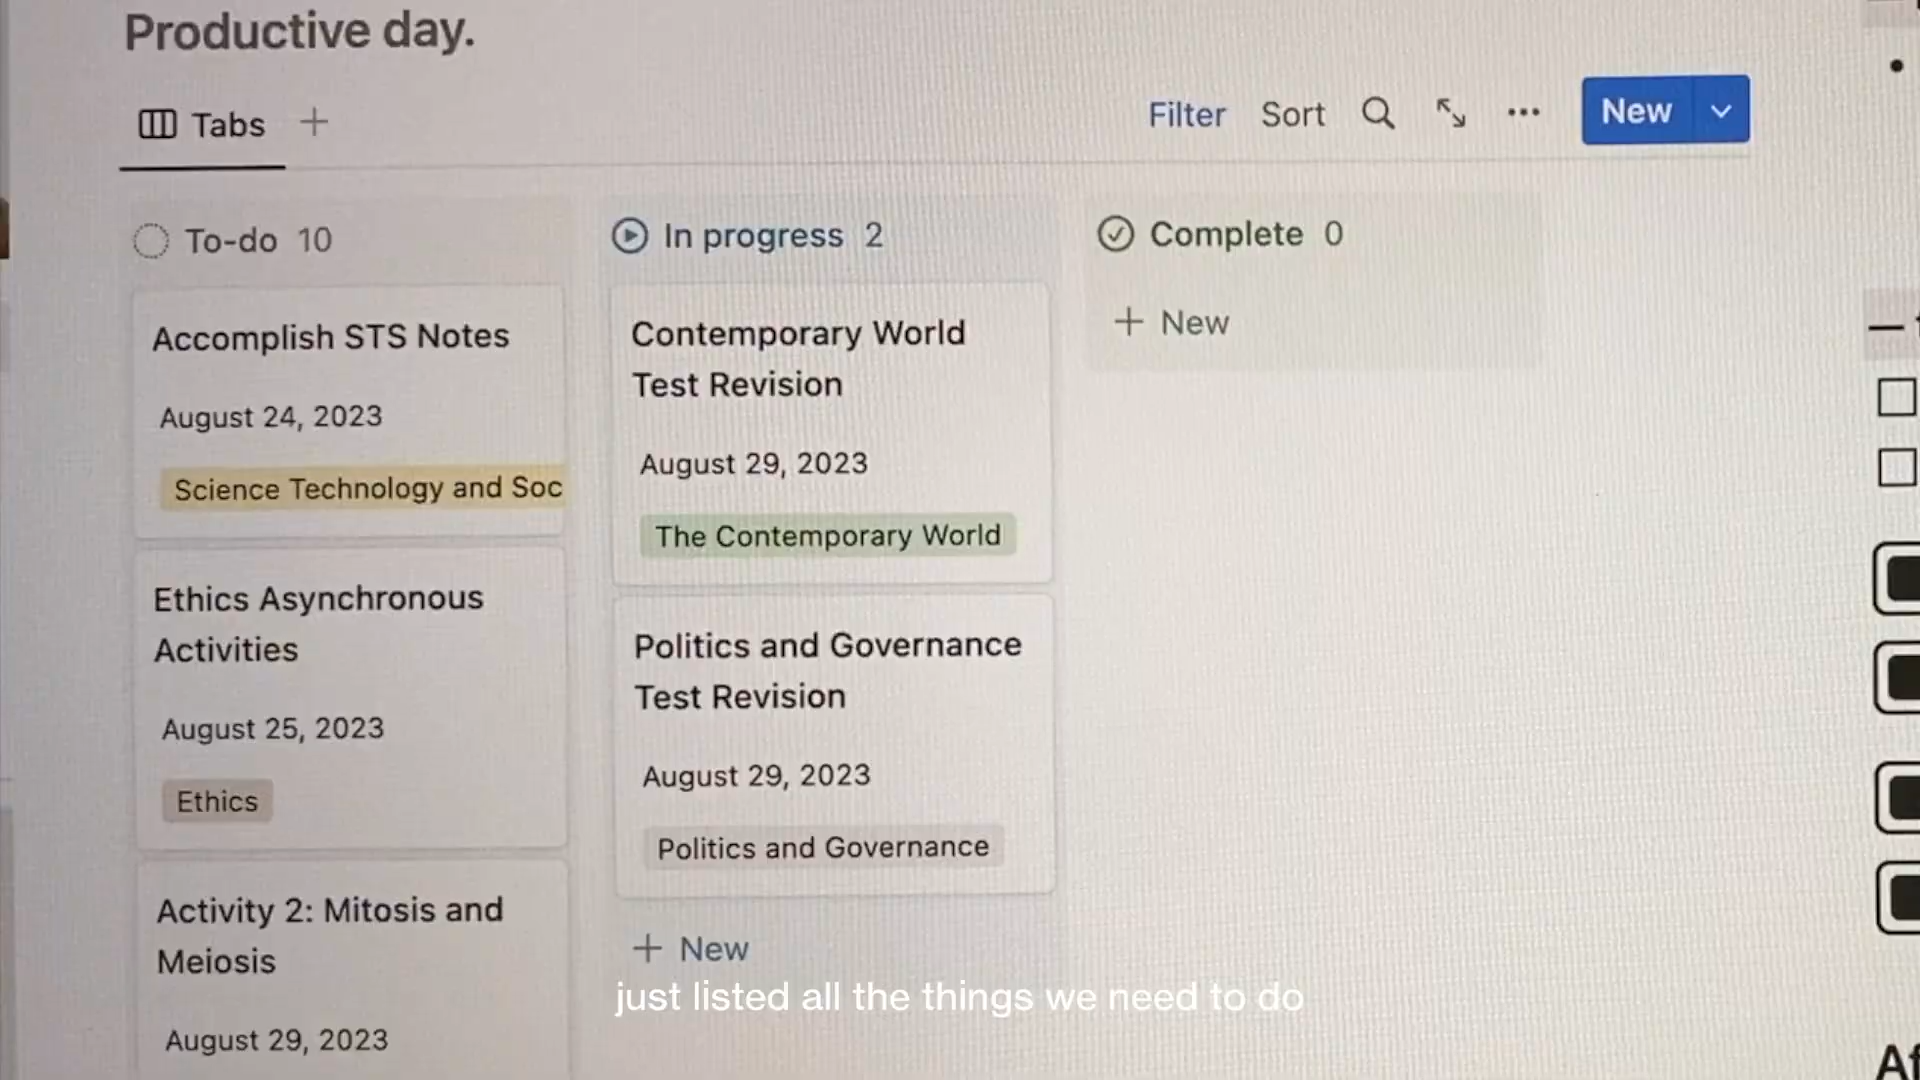 Productive day.
Tabs
Filter Sort
New
To-do 10
Accomplish STS Notes
August 24, 2023
Science Technology and Soc
Ethics Asynchronous
Activities
August 25, 2023
Ethics
Activity 2: Mitosis and
Meiosis
August 29, 2023
In progress 2
Contemporary World
Test Revision
August 29, 2023
The Contemporary World
Politics and Governance
Test Revision
August 29, 2023
Politics and Governance
+ New
Complete 0
+ New
just listed all the things we need to do